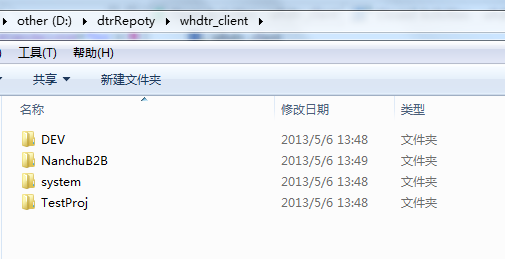 other (D:) ▸ dtrRepoty ▸ whdtr_client ▸
工具(T) 帮助(H)
共享 新建文件夹
名称 修改日期 类型
DEV 2013/5/6 13:48 文件夹
NanchuB2B 2013/5/6 13:49 文件夹
system 2013/5/6 13:48 文件夹
TestProj 2013/5/6 13:48 文件夹